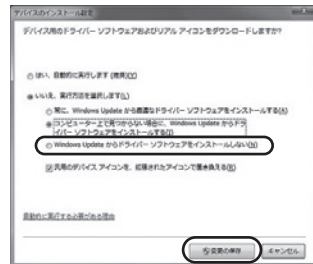 デバイスのインストール設定
デバイス用のドライバー ソフトウェアおよびリアル アイコンをダウンロードしますか?
はい、自動的に実行します (推奨)(Y)
いいえ、実行方法を選択します(L)
常に、Windows Update から最適なドライバー ソフトウェアをインストールする(A)
コンピューター上で見つからない場合に、Windows Update からドラ
イバー ソフトウェアをインストールする(I)
Windows Update からドライバー ソフトウェアをインストールしない(N)
汎用のデバイス アイコンを、拡張されたアイコンで置き換える(R)
自動的に実行する必要がある理由
変更の保存
キャンセル